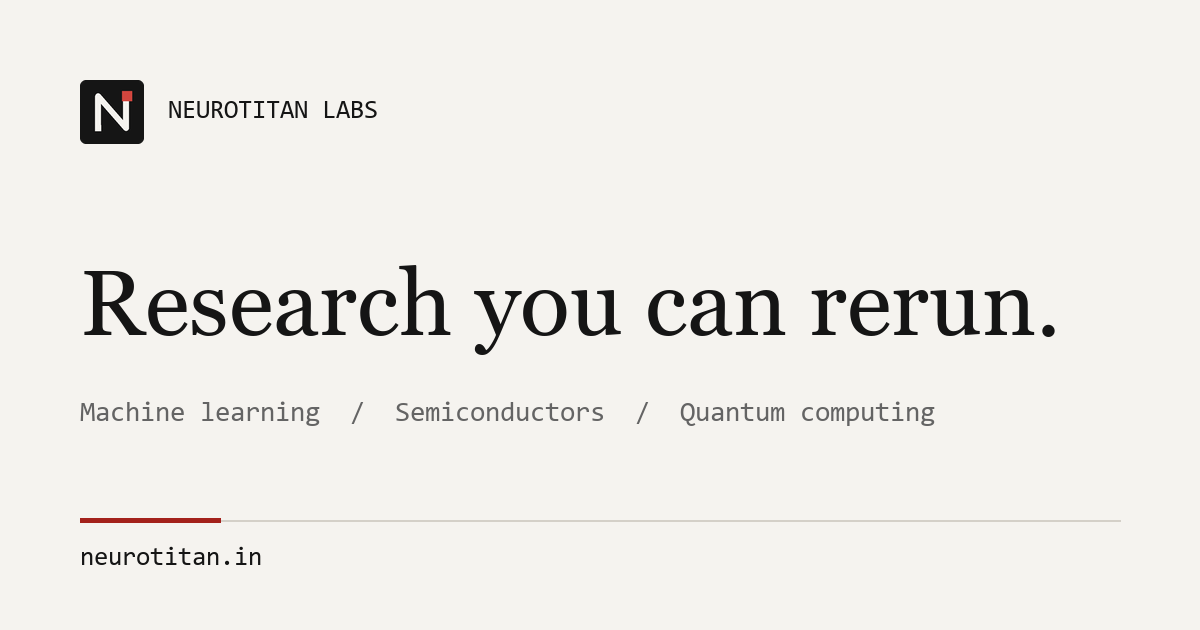 N
NEUROTITAN LABS
Research you can rerun.
Machine learning / Semiconductors / Quantum computing
neurotitan.in